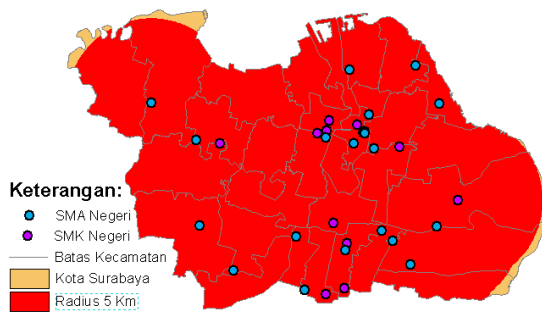 Keterangan:
SMA Negeri
SMK Negeri
Batas Kecamatan
Kota Surabaya
Radius 5 Km